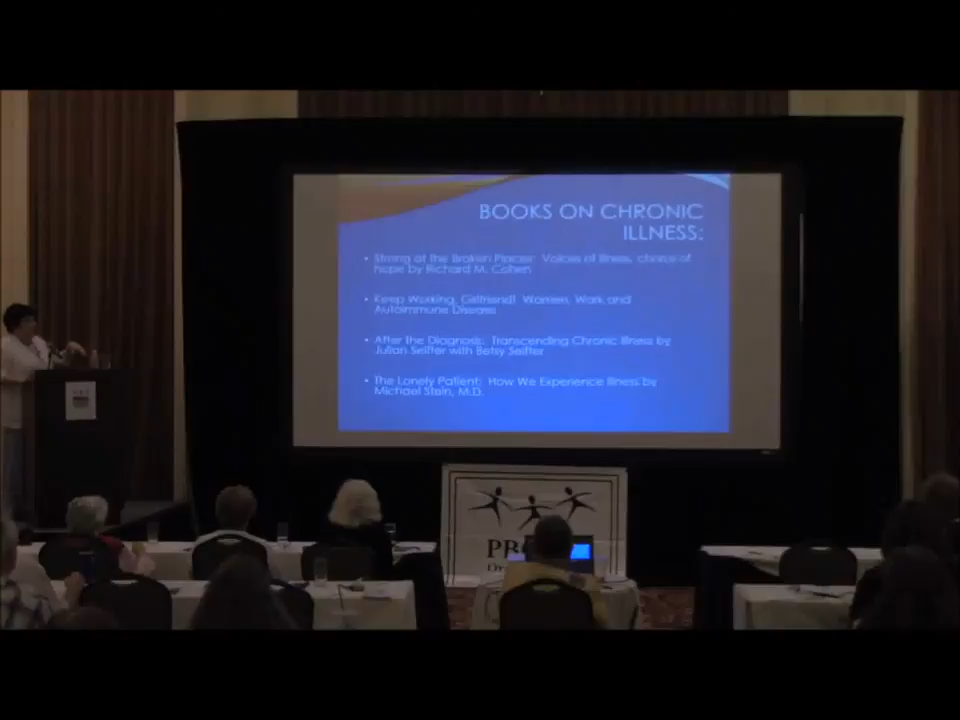 BOOKS ON CHRONIC
ILLNESS:
• Strong at the Broken Places: Voices of Illness, choice of
hope by Richard M. Cohen
• Keep Working, Girlfriend! Women, Work and
Autoimmune Disease
• After the Diagnosis: Transcending Chronic Illness by
Julian Seifter with Betsy Seifter
• The Lonely Patient: How We Experience Illness by
Michael Stein, M.D.